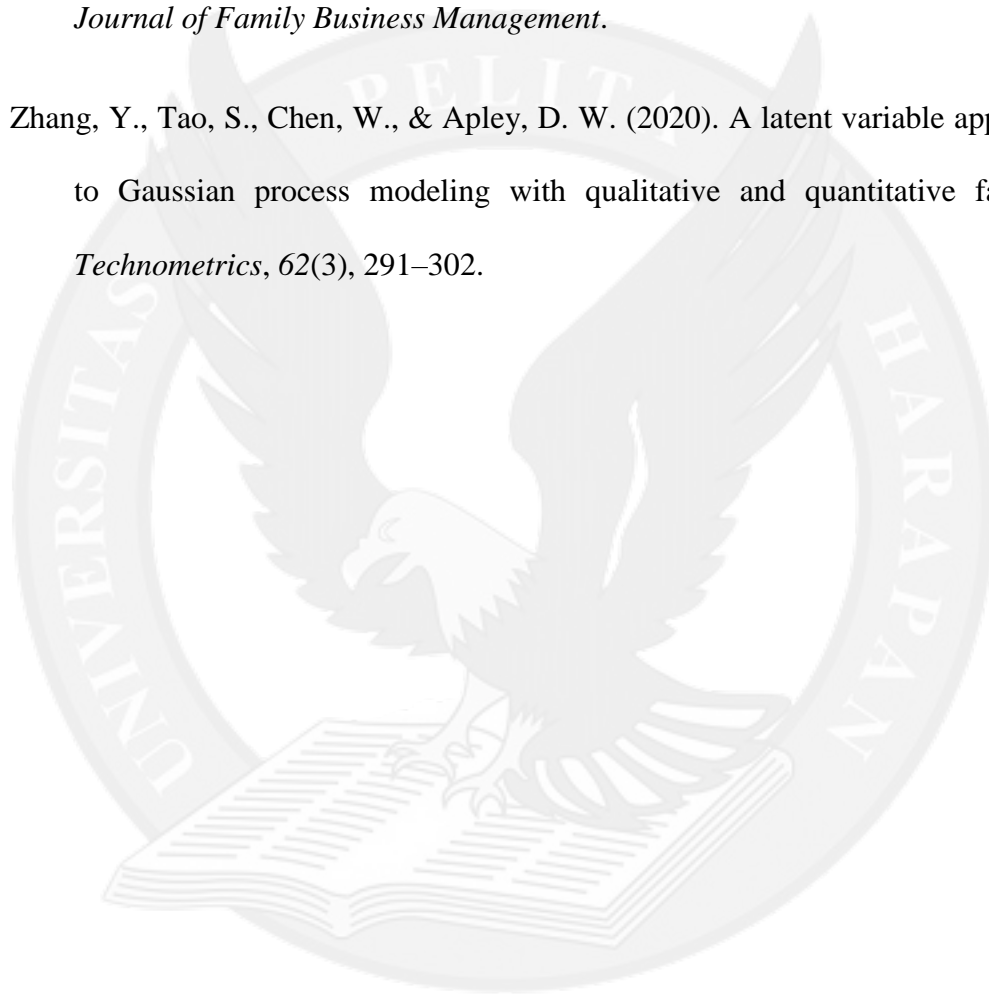 Journal of Family Business Management.
Zhang, Y., Tao, S., Chen, W., & Apley, D. W. (2020). A latent variable app
to Gaussian process modeling with qualitative and quantitative fa
Technometrics, 62(3), 291–302.
UNIVERSITAS PELITA HARAPAN